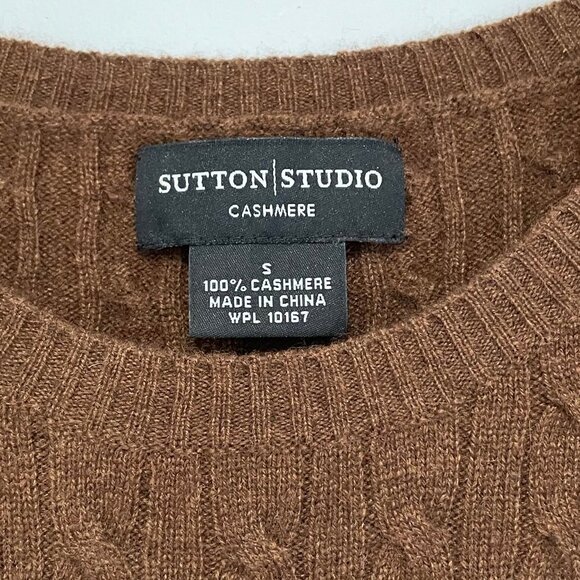 SUTTON|STUDIO
CASHMERE
S
100% CASHMERE
MADE IN CHINA
WPL 10167